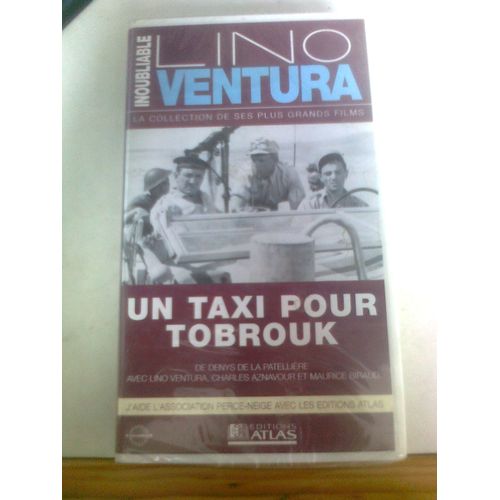 INOUBLIABLE
LINO
VENTURA
LA COLLECTION DE SES PLUS GRANDS FILMS
UN TAXI POUR
TOBROUK
DE DENYS DE LA PATELLIÈRE
AVEC LINO VENTURA, CHARLES AZNAVOUR ET MAURICE BIRAUD
J'AIDE L'ASSOCIATION PERCE-NEIGE AVEC LES EDITIONS ATLAS
EDITIONS
ATLAS